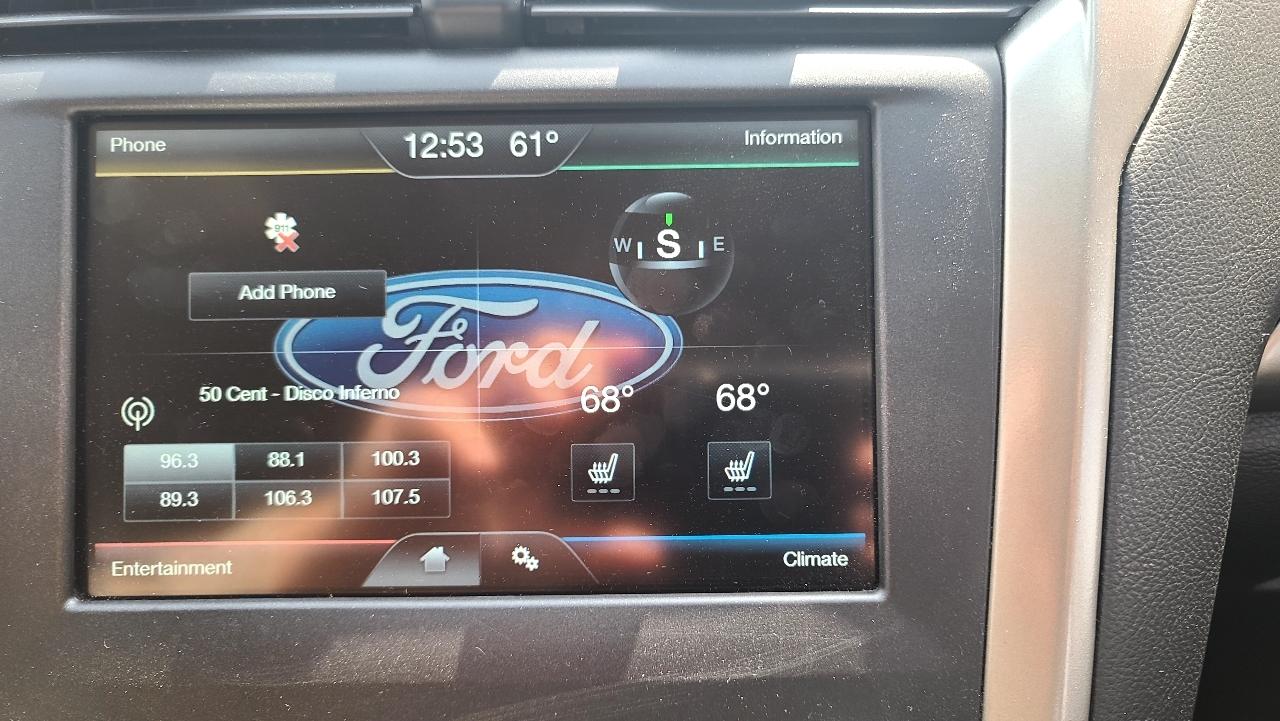 Phone
12:53 61°
Information
911
W S E
Add Phone
Ford
50 Cent - Disco Inferno
68° 68°
96.3 88.1 100.3
89.3 106.3 107.5
Entertainment
Climate